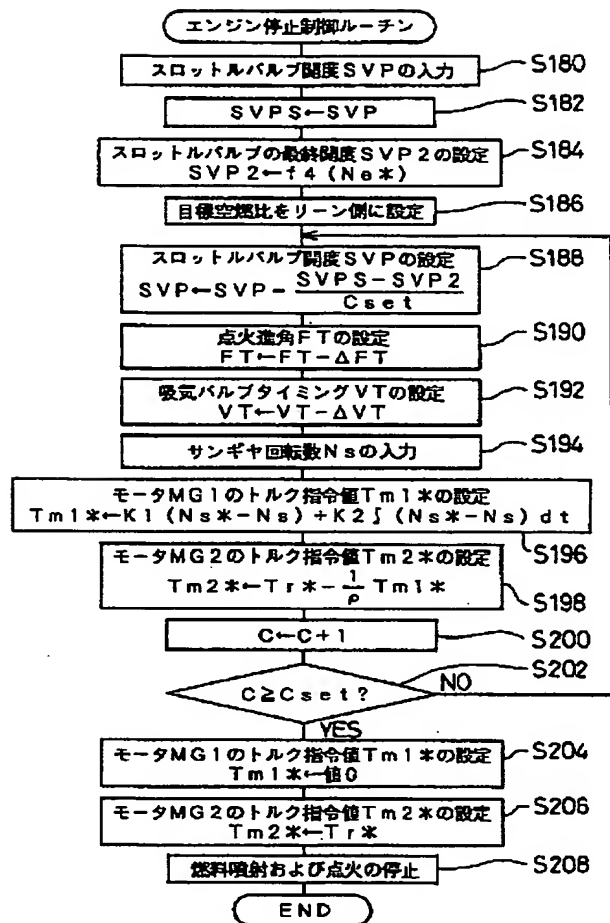 エンジン停止制御ルーチン
スロットルバルブ開度SVPの入力
S180
SVPS←SVP
S182
スロットルバルブの最終開度SVP2の設定
SVP2←f4(Ne*)
S184
目標空燃比をリーン側に設定
S186
スロットルバルブ開度SVPの設定
SVP←SVP-(SVPS-SVP2)/Cset
S188
点火進角FTの設定
FT←FT-ΔFT
S190
吸気バルブタイミングVTの設定
VT←VT-ΔVT
S192
サンギヤ回転数Nsの入力
S194
モータMG1のトルク指令値Tm1*の設定
Tm1*←K1(Ns*-Ns)+K2∫(Ns*-Ns)dt
S196
モータMG2のトルク指令値Tm2*の設定
Tm2*←Tr*-1/ρ Tm1*
S198
C←C+1
S200
C≧Cset?
S202
NO
YES
モータMG1のトルク指令値Tm1*の設定
Tm1*←値0
S204
モータMG2のトルク指令値Tm2*の設定
Tm2*←Tr*
S206
燃料噴射および点火の停止
S208
END